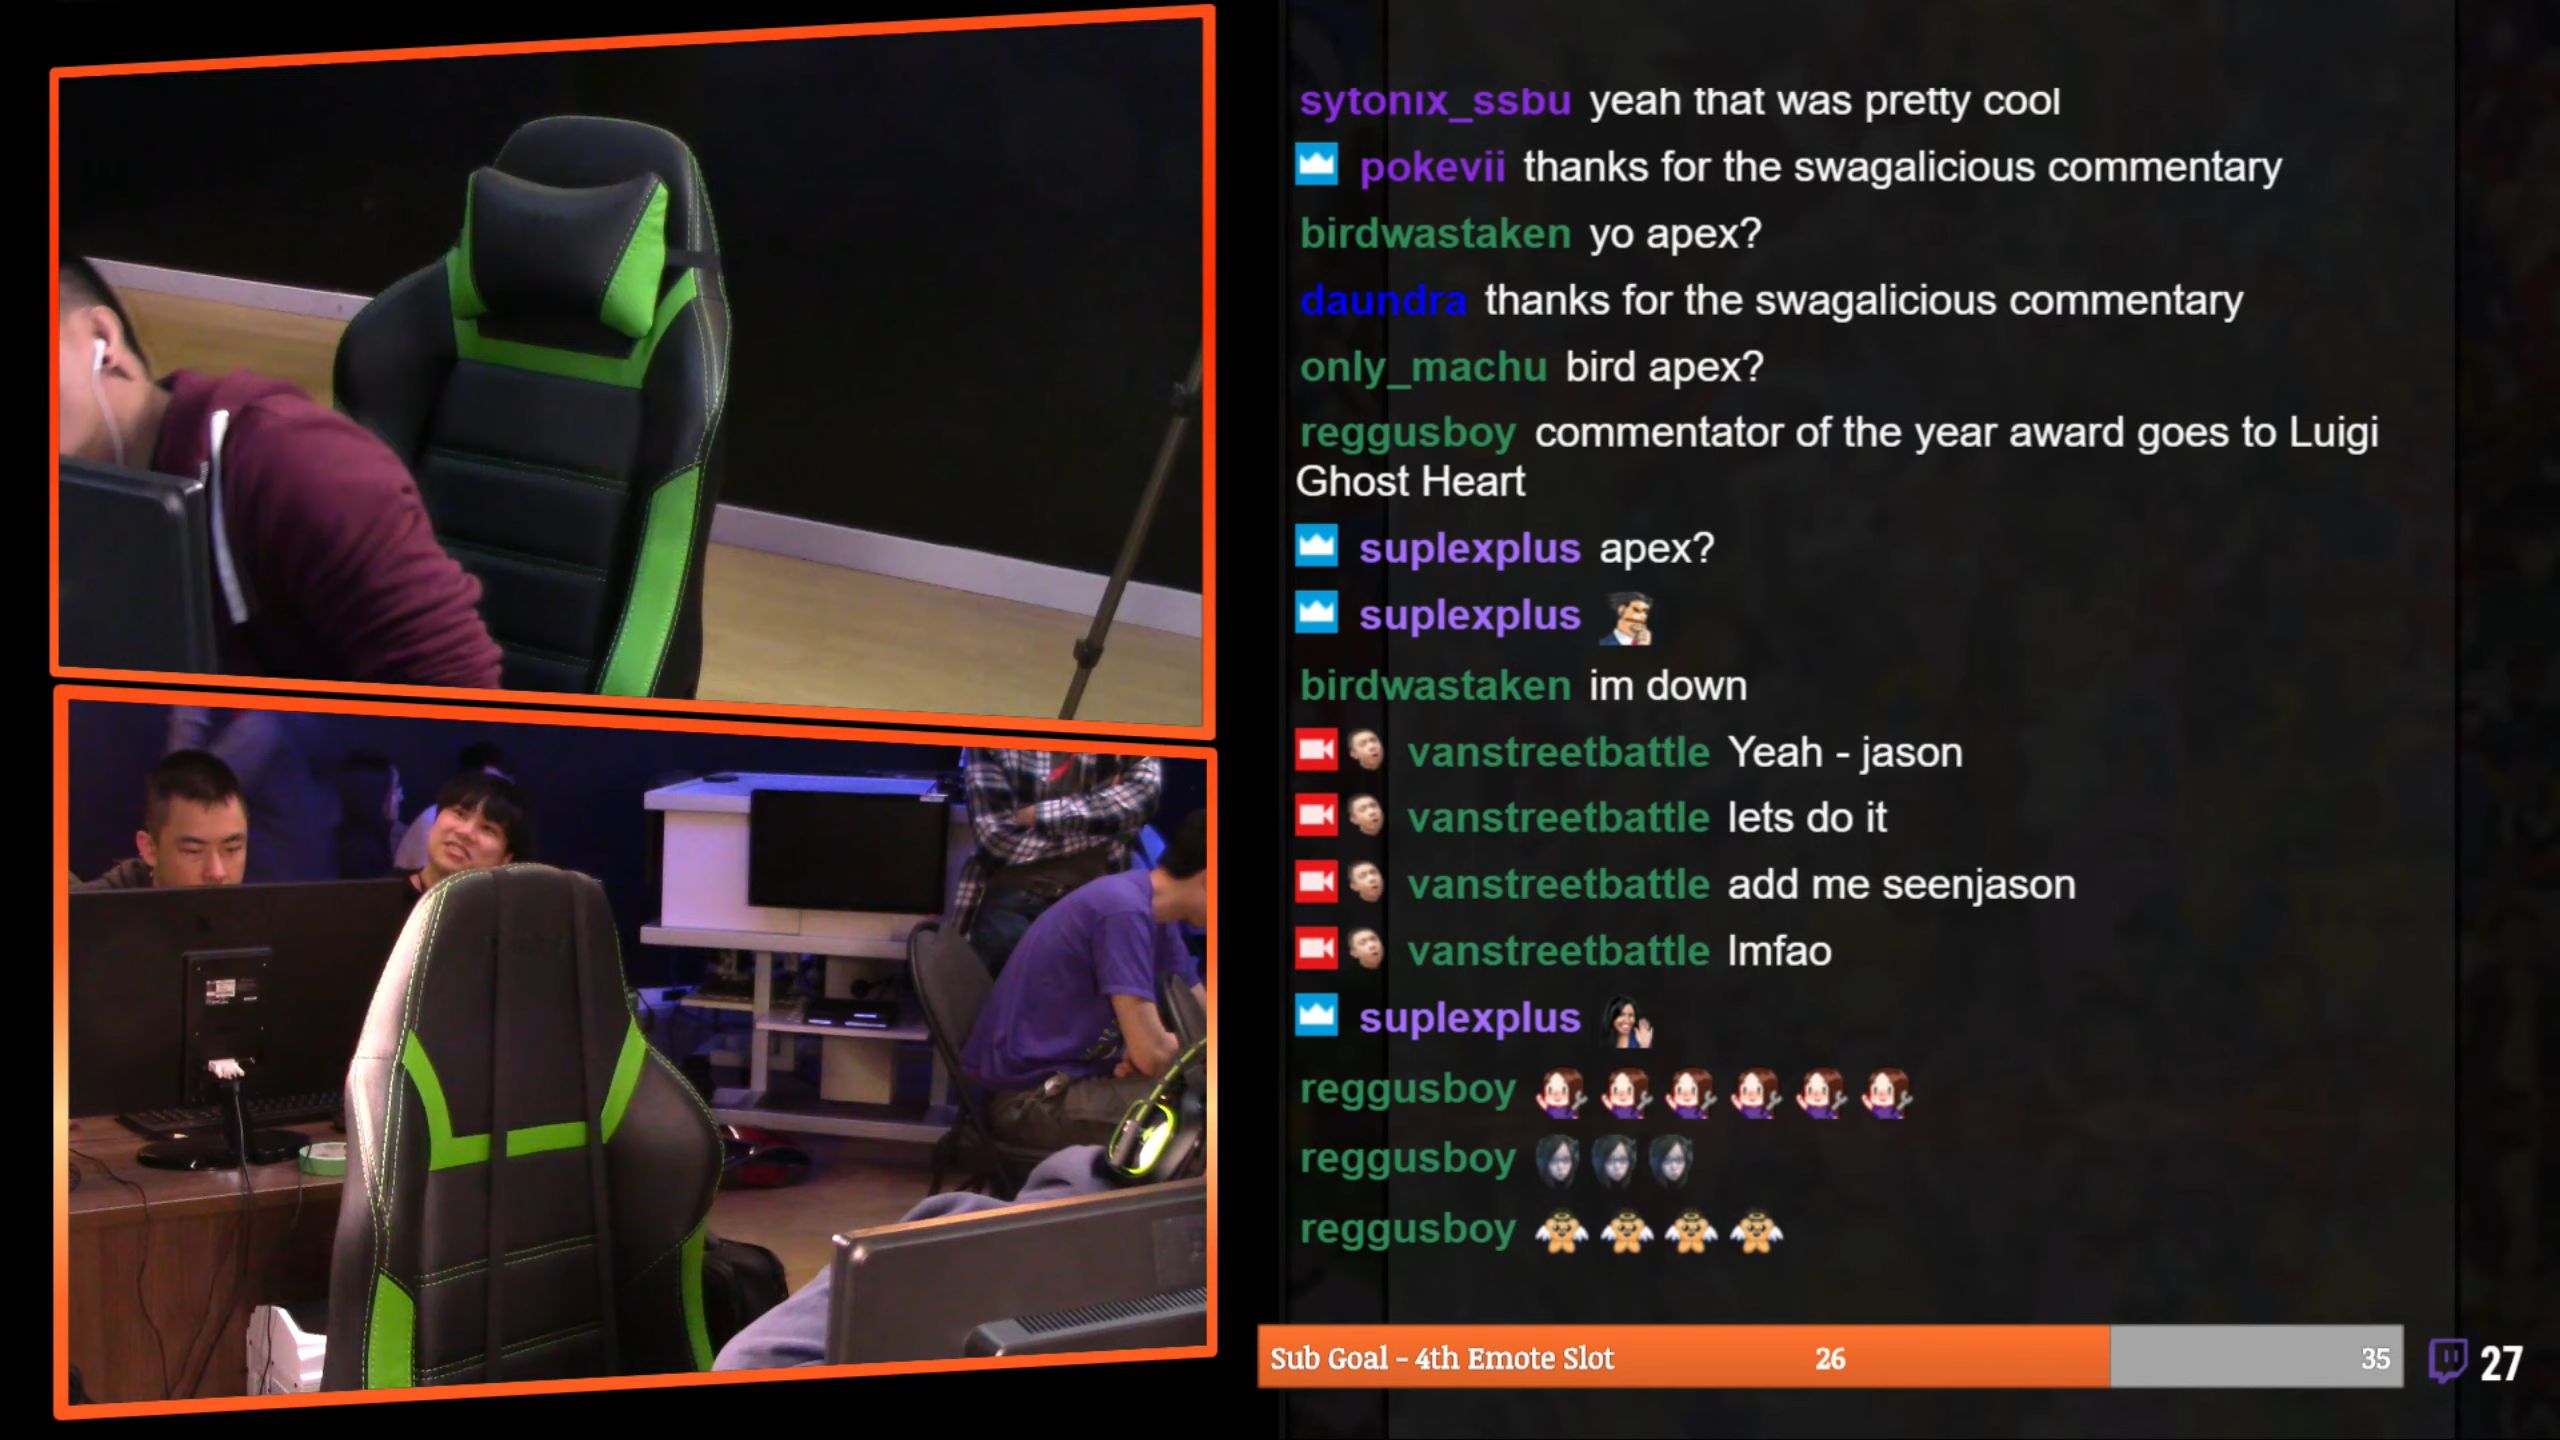 sytonix_ssbu yeah that was pretty cool
pokevii thanks for the swagalicious commentary
birdwastaken yo apex?
daundra thanks for the swagalicious commentary
only_machu bird apex?
reggusboy commentator of the year award goes to Luigi
Ghost Heart
suplexplus apex?
suplexplus
birdwastaken im down
vanstreetbattle Yeah - jason
vanstreetbattle lets do it
vanstreetbattle add me seenjason
vanstreetbattle lmfao
suplexplus
reggusboy
reggusboy
reggusboy
Sub Goal - 4th Emote Slot 26 35 27